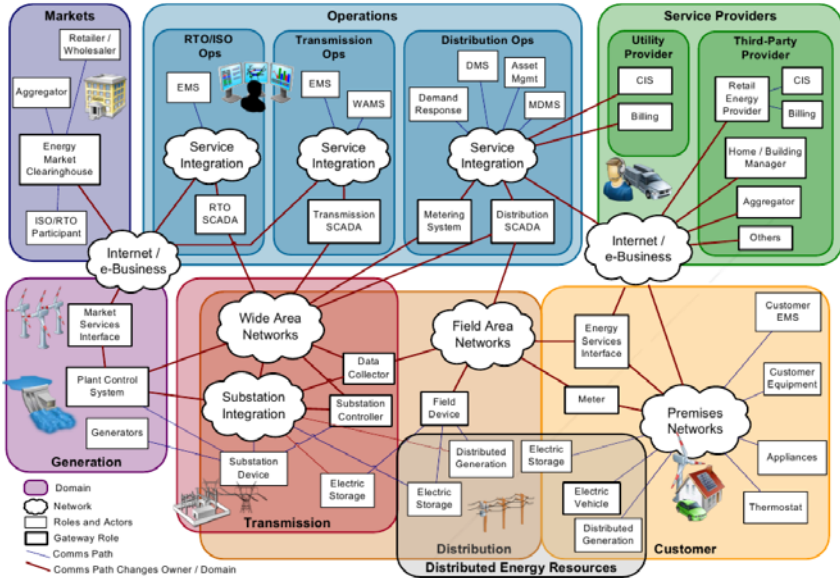 Markets
Operations
Service Providers
Retailer /
Wholesaler
Aggregator
Energy
Market
Clearinghouse
ISO/RTO
Participant
RTO/ISO
Ops
EMS
Service
Integration
RTO
SCADA
Transmission
Ops
EMS
WAMS
Service
Integration
Transmission
SCADA
Distribution Ops
DMS
Asset
Mgmt
Demand
Response
MDMS
Service
Integration
Metering
System
Distribution
SCADA
Utility
Provider
CIS
Billing
Third-Party
Provider
Retail
Energy
Provider
CIS
Billing
Home / Building
Manager
Aggregator
Others
Internet /
e-Business
Internet /
e-Business
Market
Services
Interface
Plant Control
System
Generators
Generation
Wide Area
Networks
Substation
Integration
Data
Collector
Substation
Controller
Substation
Device
Electric
Storage
Transmission
Field Area
Networks
Field
Device
Distributed
Generation
Electric
Storage
Distribution
Energy
Services
Interface
Meter
Premises
Networks
Customer
EMS
Customer
Equipment
Appliances
Thermostat
Electric
Storage
Electric
Vehicle
Distributed
Generation
Customer
Distributed Energy Resources
Domain
Network
Roles and Actors
Gateway Role
Comms Path
Comms Path Changes Owner / Domain